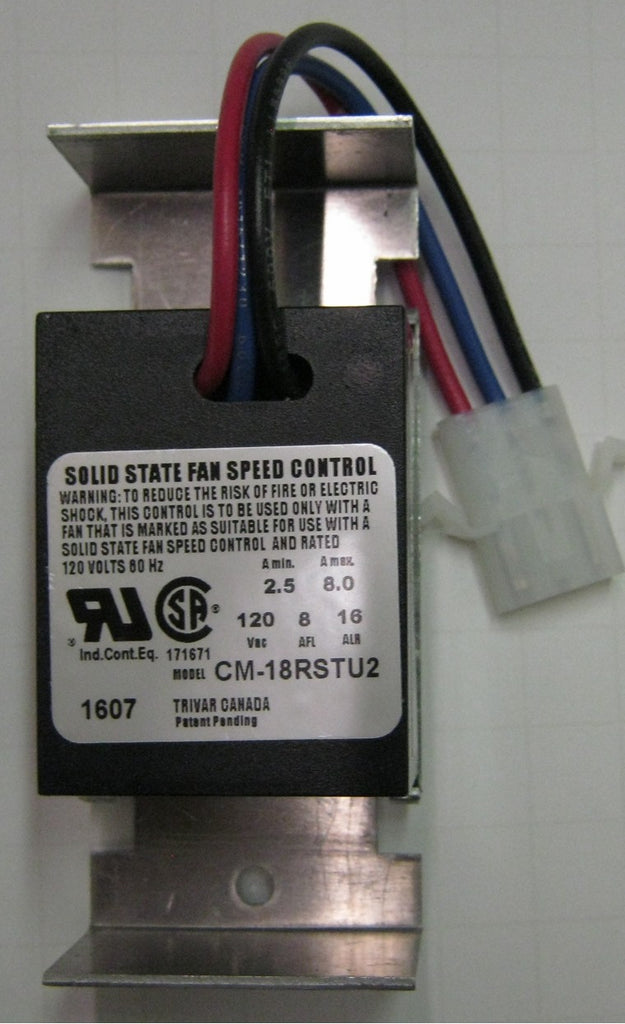 SOLID STATE FAN SPEED CONTROL
WARNING: TO REDUCE THE RISK OF FIRE OR ELECTRIC
SHOCK, THIS CONTROL IS TO BE USED ONLY WITH A
FAN THAT IS MARKED AS SUITABLE FOR USE WITH A
SOLID STATE FAN SPEED CONTROL AND RATED
120 VOLTS 60 Hz
A min. A max.
2.5 8.0
120 8 16
Vac AFL ALR
Ind.Cont.Eq. 171671
MODEL CM-18RSTU2
1607 TRIVAR CANADA
Patent Pending